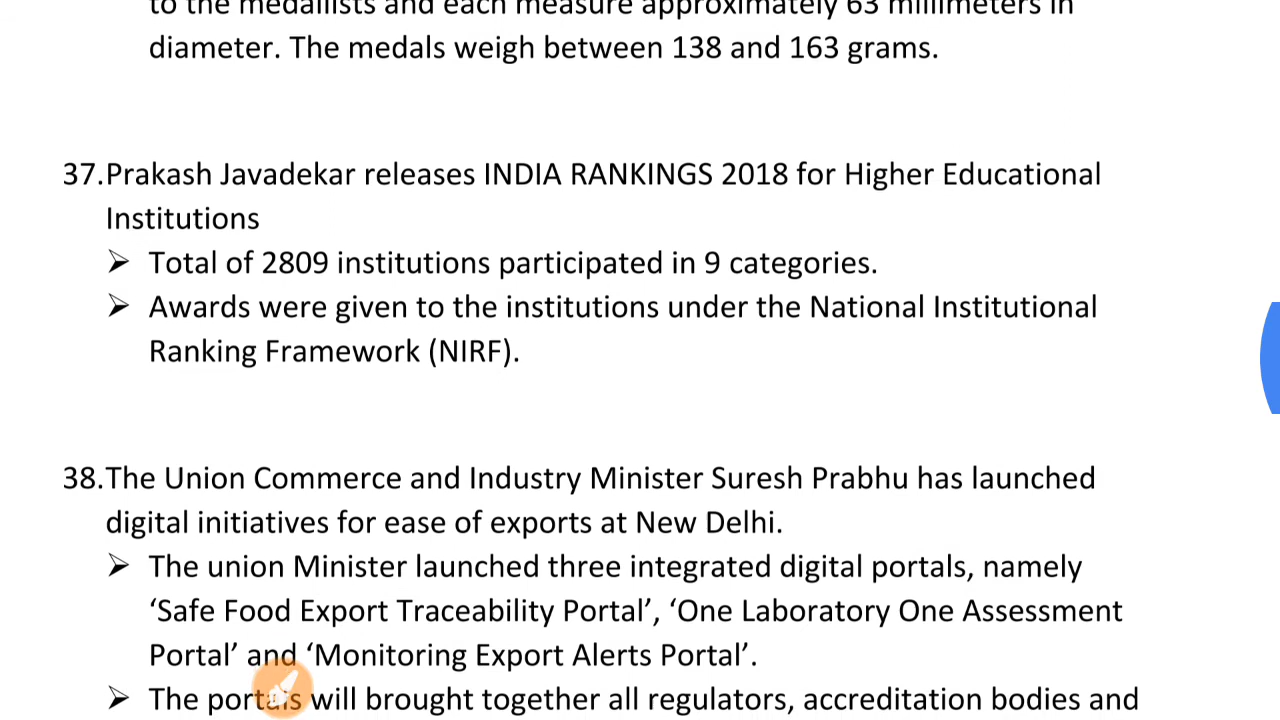 to the medallists and each measure approximately 63 millimeters in
diameter. The medals weigh between 138 and 163 grams.
37.Prakash Javadekar releases INDIA RANKINGS 2018 for Higher Educational
Institutions
➢ Total of 2809 institutions participated in 9 categories.
➢ Awards were given to the institutions under the National Institutional
Ranking Framework (NIRF).
38.The Union Commerce and Industry Minister Suresh Prabhu has launched
digital initiatives for ease of exports at New Delhi.
➢ The union Minister launched three integrated digital portals, namely
‘Safe Food Export Traceability Portal’, ‘One Laboratory One Assessment
Portal’ and ‘Monitoring Export Alerts Portal’.
➢ The portals will brought together all regulators, accreditation bodies and